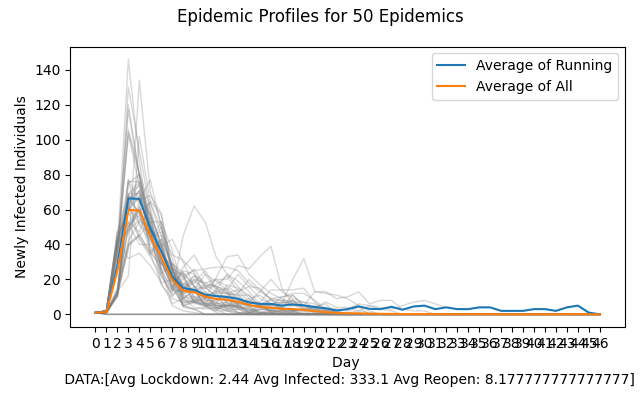 Epidemic Profiles for 50 Epidemics
Average of Running
Average of All
Newly Infected Individuals
140
120
100
80
60
40
20
0
0 1 2 3 4 5 6 7 8 9 10 11 12 13 14 15 16 17 18 19 20 21 22 23 24 25 26 27 28 29 30 31 32 33 34 35 36 37 38 39 40 41 42 43 44 45 46
Day
DATA:[Avg Lockdown: 2.44 Avg Infected: 333.1 Avg Reopen: 8.177777777777777]